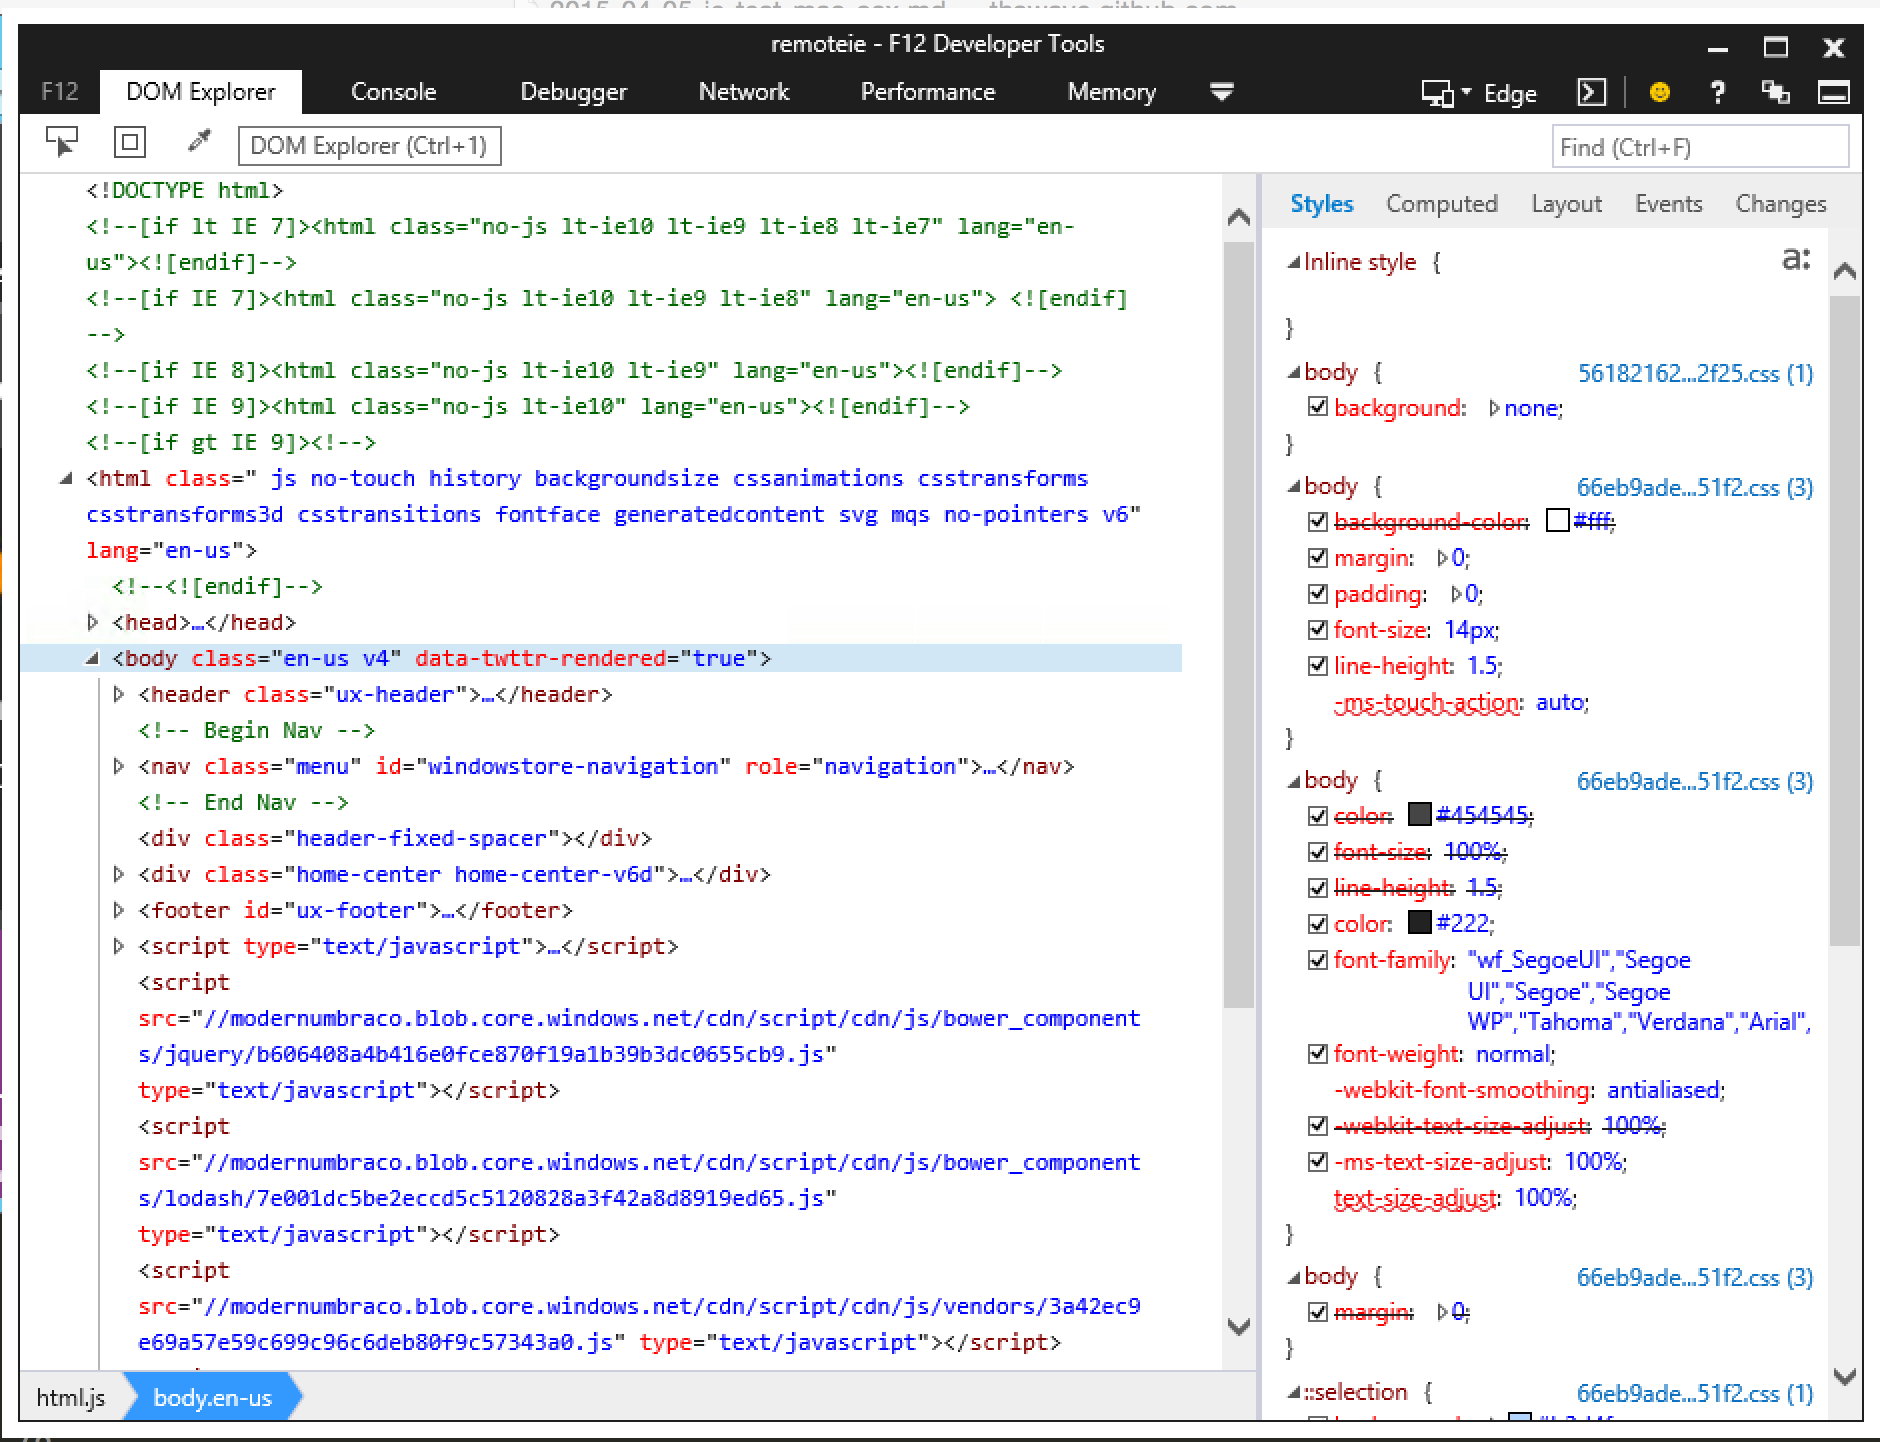 2015-04-05-ie-test-mac-osx.md — thewave.github.com
remoteie - F12 Developer Tools
F12 DOM Explorer Console Debugger Network Performance Memory Edge ?
DOM Explorer (Ctrl+1) Find (Ctrl+F)
<!DOCTYPE html>
<!--[if lt IE 7]><html class="no-js lt-ie10 lt-ie9 lt-ie8 lt-ie7" lang="en-
us"><![endif]-->
<!--[if IE 7]><html class="no-js lt-ie10 lt-ie9 lt-ie8" lang="en-us"> <![endif]
-->
<!--[if IE 8]><html class="no-js lt-ie10 lt-ie9" lang="en-us"><![endif]-->
<!--[if IE 9]><html class="no-js lt-ie10" lang="en-us"><![endif]-->
<!--[if gt IE 9]><!-->
<html class=" js no-touch history backgroundsize cssanimations csstransforms
csstransforms3d csstransitions fontface generatedcontent svg mqs no-pointers v6"
lang="en-us">
<!--<![endif]-->
<head>…</head>
<body class="en-us v4" data-twttr-rendered="true">
<header class="ux-header">…</header>
<!-- Begin Nav -->
<nav class="menu" id="windowstore-navigation" role="navigation">…</nav>
<!-- End Nav -->
<div class="header-fixed-spacer"></div>
<div class="home-center home-center-v6d">…</div>
<footer id="ux-footer">…</footer>
<script type="text/javascript">…</script>
<script
src="//modernumbraco.blob.core.windows.net/cdn/script/cdn/js/bower_component
s/jquery/b606408a4b416e0fce870f19a1b39b3dc0655cb9.js"
type="text/javascript"></script>
<script
src="//modernumbraco.blob.core.windows.net/cdn/script/cdn/js/bower_component
s/lodash/7e001dc5be2eccd5c5120828a3f42a8d8919ed65.js"
type="text/javascript"></script>
<script
src="//modernumbraco.blob.core.windows.net/cdn/script/cdn/js/vendors/3a42ec9
e69a57e59c699c96c6deb80f9c57343a0.js" type="text/javascript"></script>
html.js body.en-us
Styles Computed Layout Events Changes
Inline style { a:
}
body { 56182162...2f25.css (1)
background: none;
}
body { 66eb9ade...51f2.css (3)
background-color: #fff;
margin: 0;
padding: 0;
font-size: 14px;
line-height: 1.5;
-ms-touch-action: auto;
}
body { 66eb9ade...51f2.css (3)
color: #454545;
font-size: 100%;
line-height: 1.5;
color: #222;
font-family: "wf_SegoeUI","Segoe
UI","Segoe","Segoe
WP","Tahoma","Verdana","Arial",
font-weight: normal;
-webkit-font-smoothing: antialiased;
-webkit-text-size-adjust: 100%;
-ms-text-size-adjust: 100%;
text-size-adjust: 100%;
}
body { 66eb9ade...51f2.css (3)
margin: 0;
}
::selection { 66eb9ade...51f2.css (1)